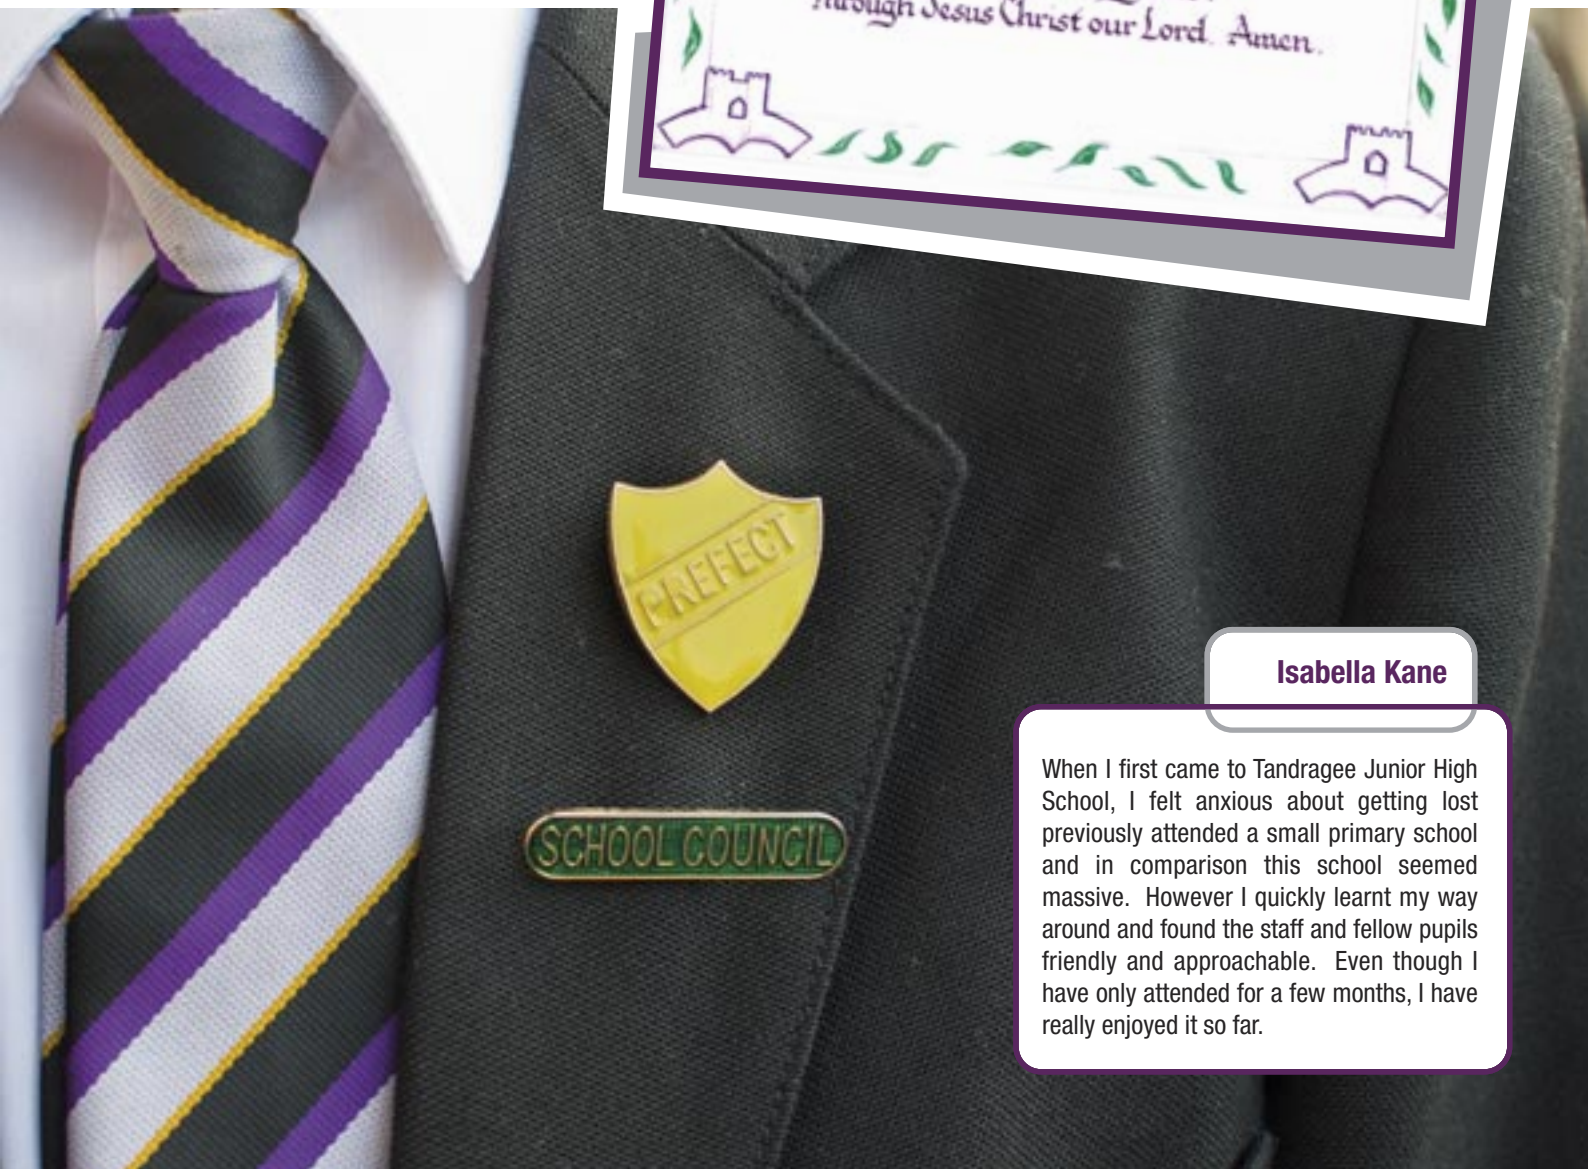 Through Jesus Christ our Lord. Amen.
PREFECT
SCHOOL COUNCIL
Isabella Kane
When I first came to Tandragee Junior High
School, I felt anxious about getting lost
previously attended a small primary school
and in comparison this school seemed
massive. However I quickly learnt my way
around and found the staff and fellow pupils
friendly and approachable. Even though I
have only attended for a few months, I have
really enjoyed it so far.